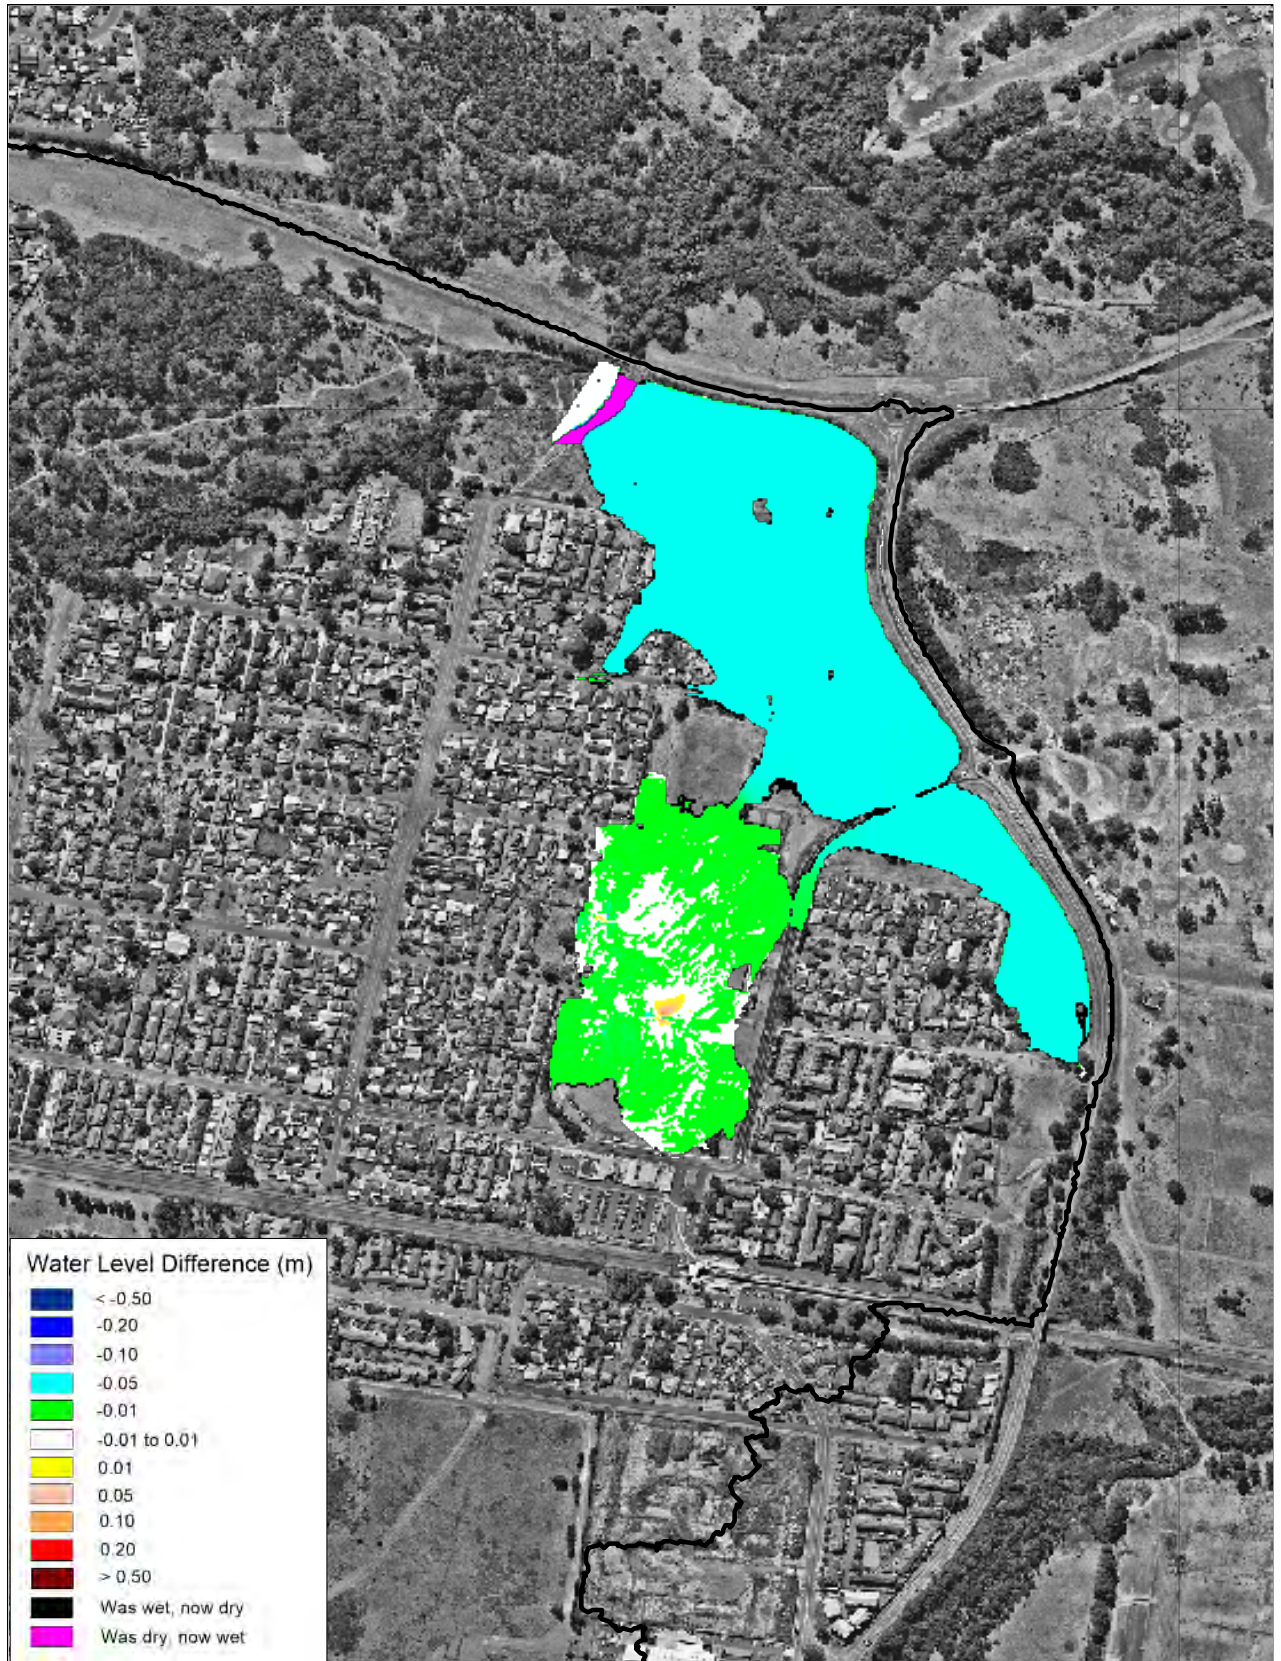 Water Level Difference (m)
< -0.50
-0.20
-0.10
-0.05
-0.01
-0.01 to 0.01
0.01
0.05
0.10
0.20
> 0.50
Was wet, now dry
Was dry, now wet